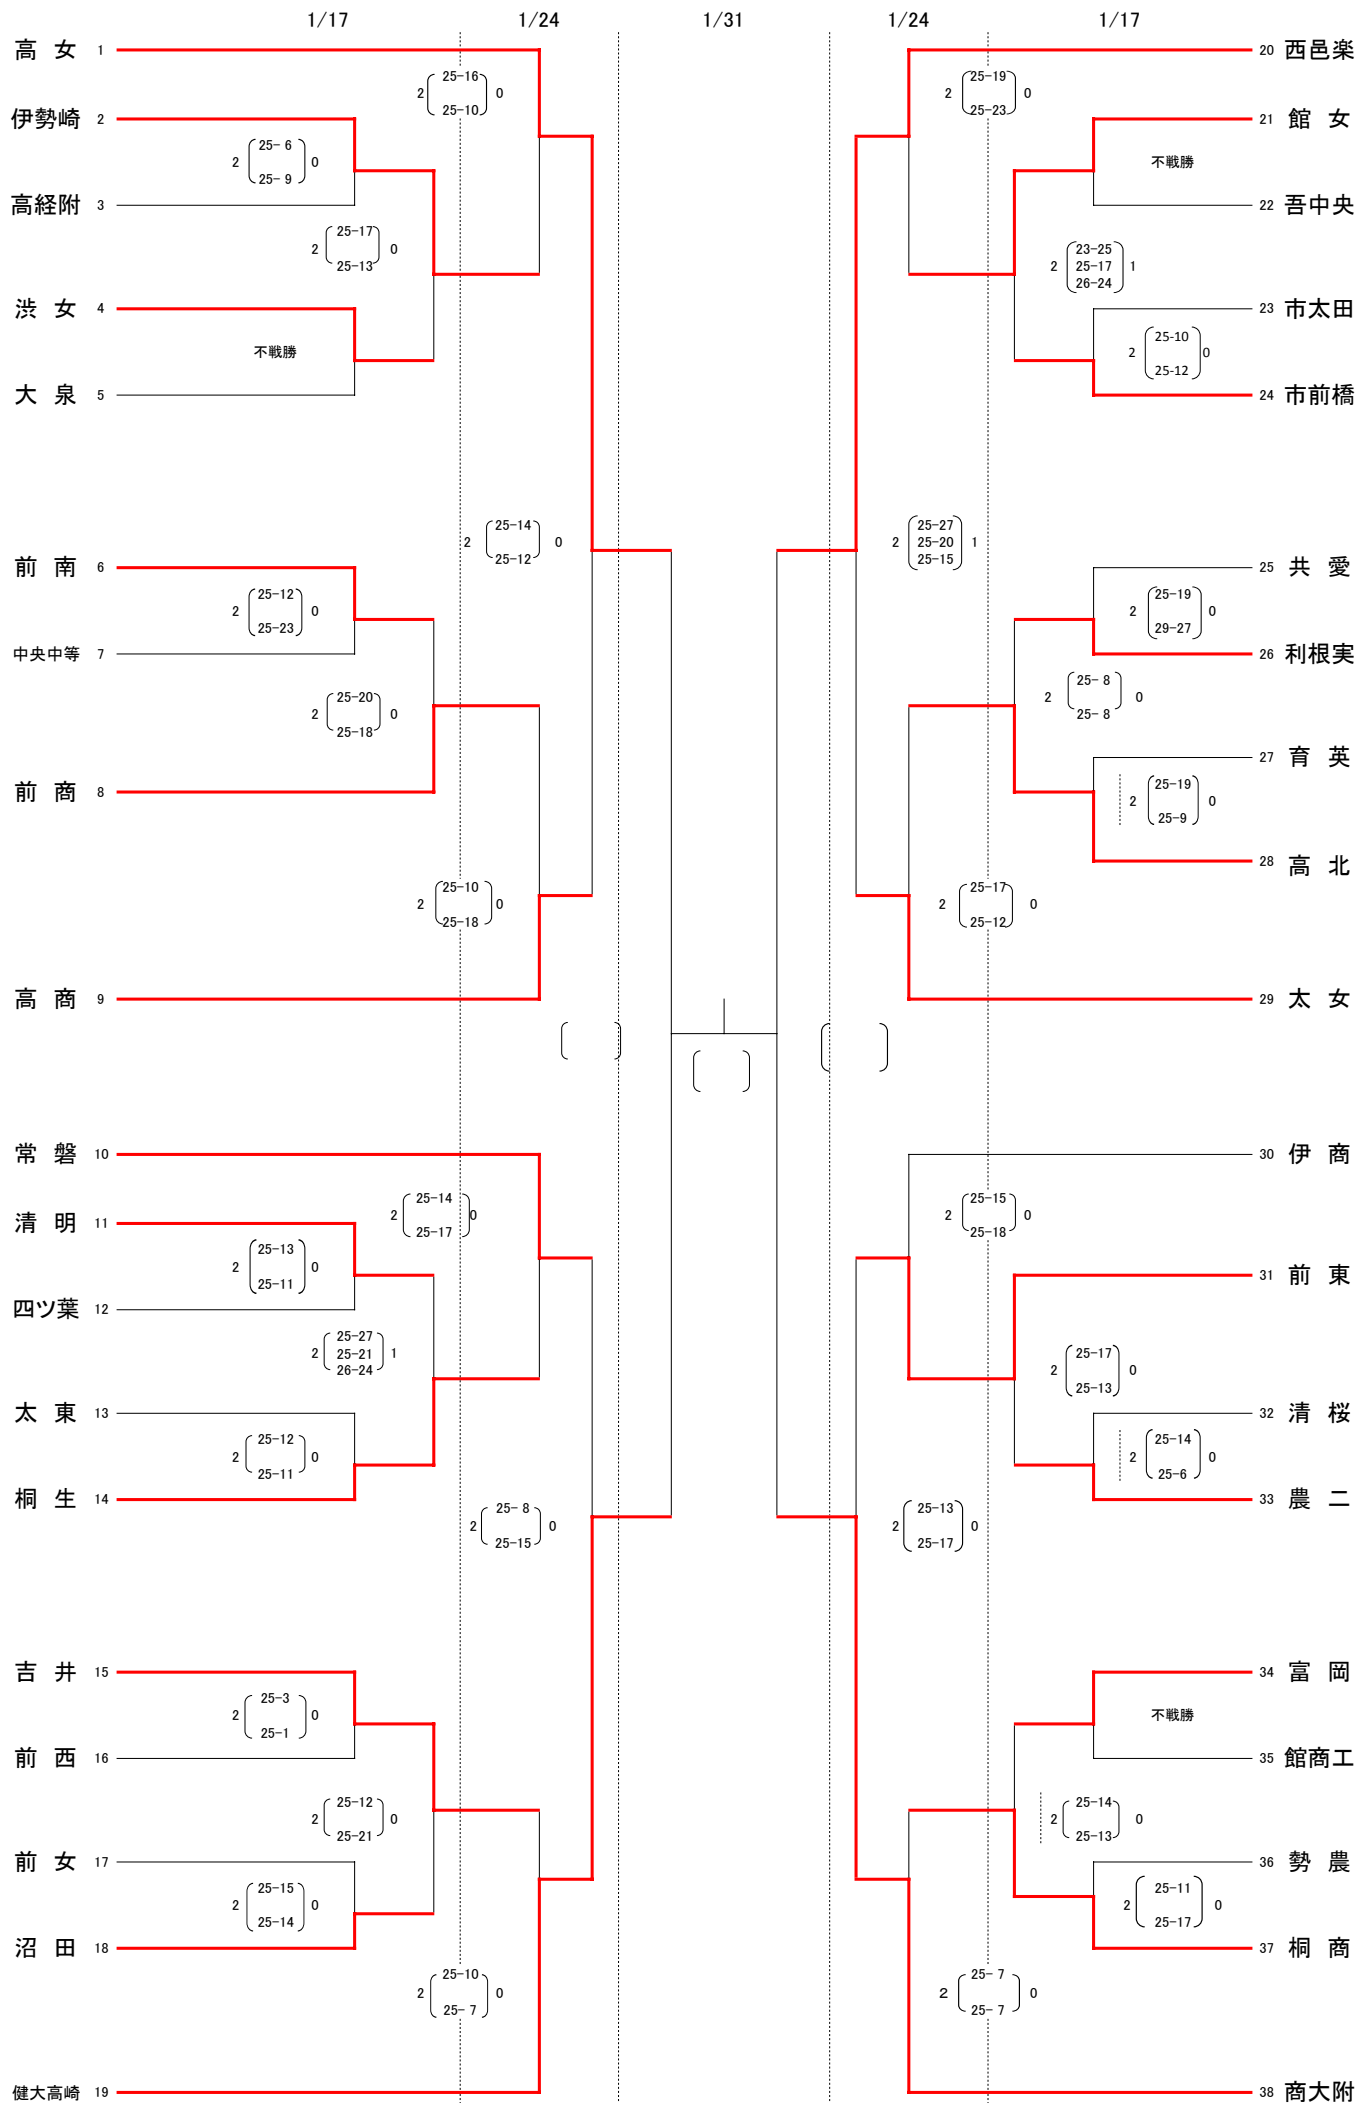 1/17 1/24 1/31 1/24 1/17
高 女 1
25-16
2 0
25-10
伊勢崎 2
25- 6
2 0
25- 9
高経附 3
25-17
2 0
25-13
渋 女 4
不戦勝
大 泉 5
25-14
2 0
25-12
前 南 6
25-12
2 0
25-23
中央中等 7
25-20
2 0
25-18
前 商 8
25-10
2 0
25-18
高 商 9
常 磐 10
25-14
2 0
25-17
清 明 11
25-13
2 0
25-11
四ツ葉 12
25-27
2 25-21 1
26-24
太 東 13
25-12
2 0
25-11
桐 生 14
25- 8
2 0
25-15
吉 井 15
25-3
2 0
25-1
前 西 16
25-12
2 0
25-21
前 女 17
25-15
2 0
25-14
沼 田 18
25-10
2 0
25- 7
健大高崎 19
20 西邑楽
25-19
2 0
25-23
21 館 女
不戦勝
22 吾中央
23-25
2 25-17 1
26-24
23 市太田
25-10
2 0
25-12
24 市前橋
25-27
2 25-20 1
25-15
25 共 愛
25-19
2 0
29-27
26 利根実
25- 8
2 0
25- 8
27 育 英
25-19
2 0
25-9
28 高 北
25-17
2 0
25-12
29 太 女
30 伊 商
25-15
2 0
25-18
31 前 東
25-17
2 0
25-13
32 清 桜
25-14
2 0
25-6
33 農 二
25-13
2 0
25-17
34 富 岡
不戦勝
35 館商工
25-14
2 0
25-13
36 勢 農
25-11
2 0
25-17
37 桐 商
25- 7
2 0
25- 7
38 商大附